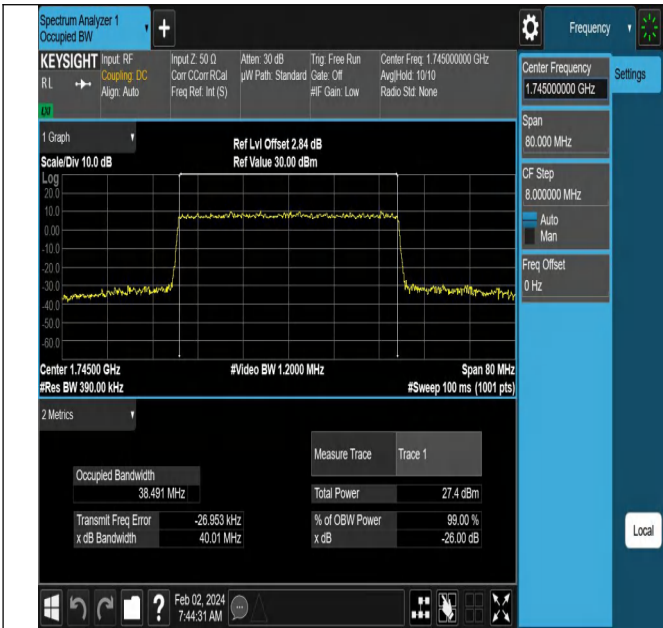 Spectrum Analyzer 1
Occupied BW
+
Frequency
KEYSIGHT
RL
LXI
Input: RF
Coupling: DC
Align: Auto
Input Z: 50 Ω
Corr CCorr RCal
Freq Ref: Int (S)
Atten: 30 dB
µW Path: Standard
Trig: Free Run
Gate: Off
#IF Gain: Low
Center Freq: 1.745000000 GHz
Avg|Hold: 10/10
Radio Std: None
Center Frequency
1.745000000 GHz
Settings
Span
80.000 MHz
CF Step
8.000000 MHz
Auto
Man
Freq Offset
0 Hz
Local
1 Graph
Scale/Div 10.0 dB
Ref Lvl Offset 2.84 dB
Ref Value 30.00 dBm
Log
20.0
10.0
0.00
-10.0
-20.0
-30.0
-40.0
-50.0
-60.0
Center 1.74500 GHz
#Video BW 1.2000 MHz
Span 80 MHz
#Res BW 390.00 kHz
#Sweep 100 ms (1001 pts)
2 Metrics
Measure Trace
Trace 1
Occupied Bandwidth
38.491 MHz
Total Power
27.4 dBm
Transmit Freq Error
-26.953 kHz
% of OBW Power
99.00 %
x dB Bandwidth
40.01 MHz
x dB
-26.00 dB
?
Feb 02, 2024
7:44:31 AM